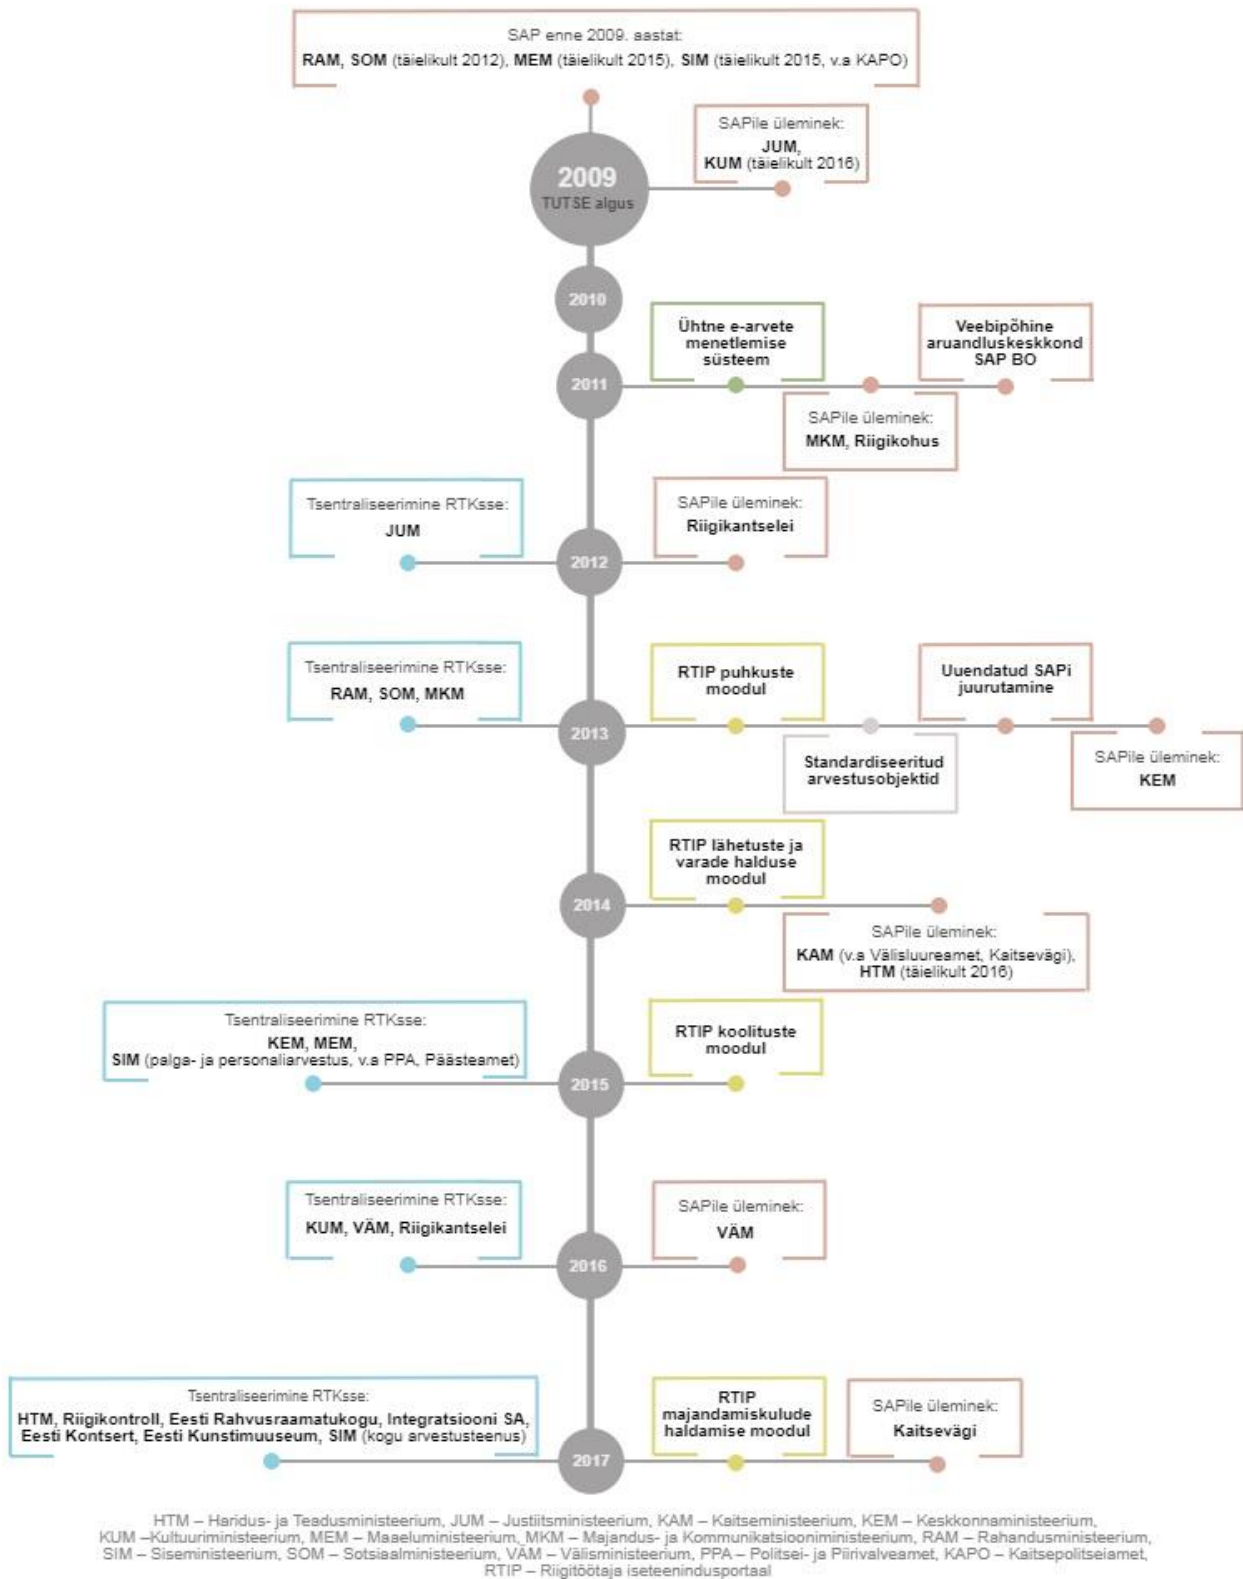 SAP enne 2009. aastat:
RAM, SOM (täielikult 2012), MEM (täielikult 2015), SIM (täielikult 2015, v.a KAPO)
SAPile üleminek:
JUM,
KUM (täielikult 2016)
2009
TUTSE algus
2010
Ühtne e-arvete
menetlemise
süsteem
Veebipõhine
aruandluskeskkond
SAP BO
2011
SAPile üleminek:
MKM, Riigikohus
Tsentraliseerimine RTKsse:
JUM
SAPile üleminek:
Riigikantselei
2012
Tsentraliseerimine RTKsse:
RAM, SOM, MKM
RTIP puhkuste
moodul
Uuendatud SAPi
juurutamine
2013
Standardiseeritud
arvestusobjektid
SAPile üleminek:
KEM
RTIP lähetuste ja
varade halduse
moodul
2014
SAPile üleminek:
KAM (v.a Välisluureamet, Kaitsevägi),
HTM (täielikult 2016)
Tsentraliseerimine RTKsse:
KEM, MEM,
SIM (palga- ja personaliarvestus, v.a PPA, Päästeamet)
RTIP koolituste
moodul
2015
Tsentraliseerimine RTKsse:
KUM, VÄM, Riigikantselei
SAPile üleminek:
VÄM
2016
Tsentraliseerimine RTKsse:
HTM, Riigikontroll, Eesti Rahvusraamatukogu, Integratsiooni SA,
Eesti Kontsert, Eesti Kunstimuuseum, SIM (kogu arvestusteenus)
RTIP
majandamiskulude
haldamise moodul
SAPile üleminek:
Kaitsevägi
2017
HTM – Haridus- ja Teadusministeerium, JUM – Justiitsministeerium, KAM – Kaitseministeerium, KEM – Keskkonnaministeerium,
KUM –Kultuuriministeerium, MEM – Maaeluministeerium, MKM – Majandus- ja Kommunikatsiooniministeerium, RAM – Rahandusministeerium,
SIM – Siseministeerium, SOM – Sotsiaalministeerium, VÄM – Välisministeerium, PPA – Politsei- ja Piirivalveamet, KAPO – Kaitsepolitseiamet,
RTIP – Riigitöötaja iseteenindusportaal